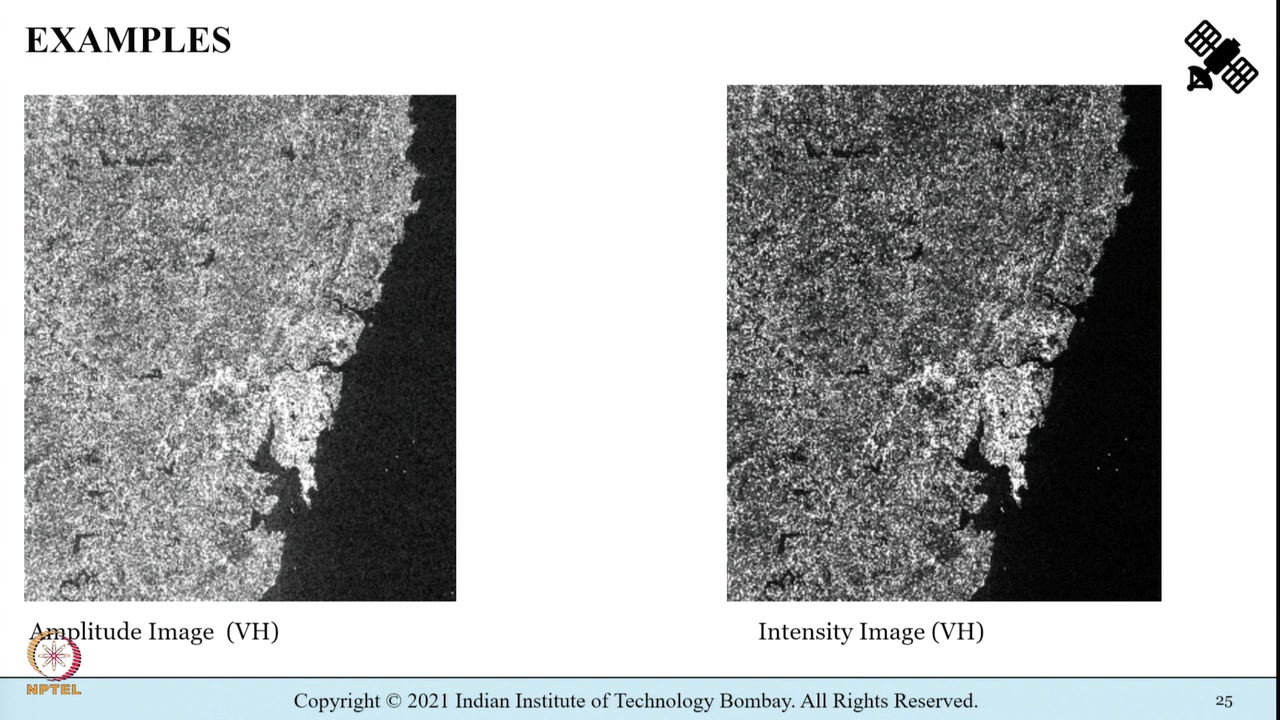 EXAMPLES
Amplitude Image (VH)
Intensity Image (VH)
NPTEL
Copyright © 2021 Indian Institute of Technology Bombay. All Rights Reserved.
25